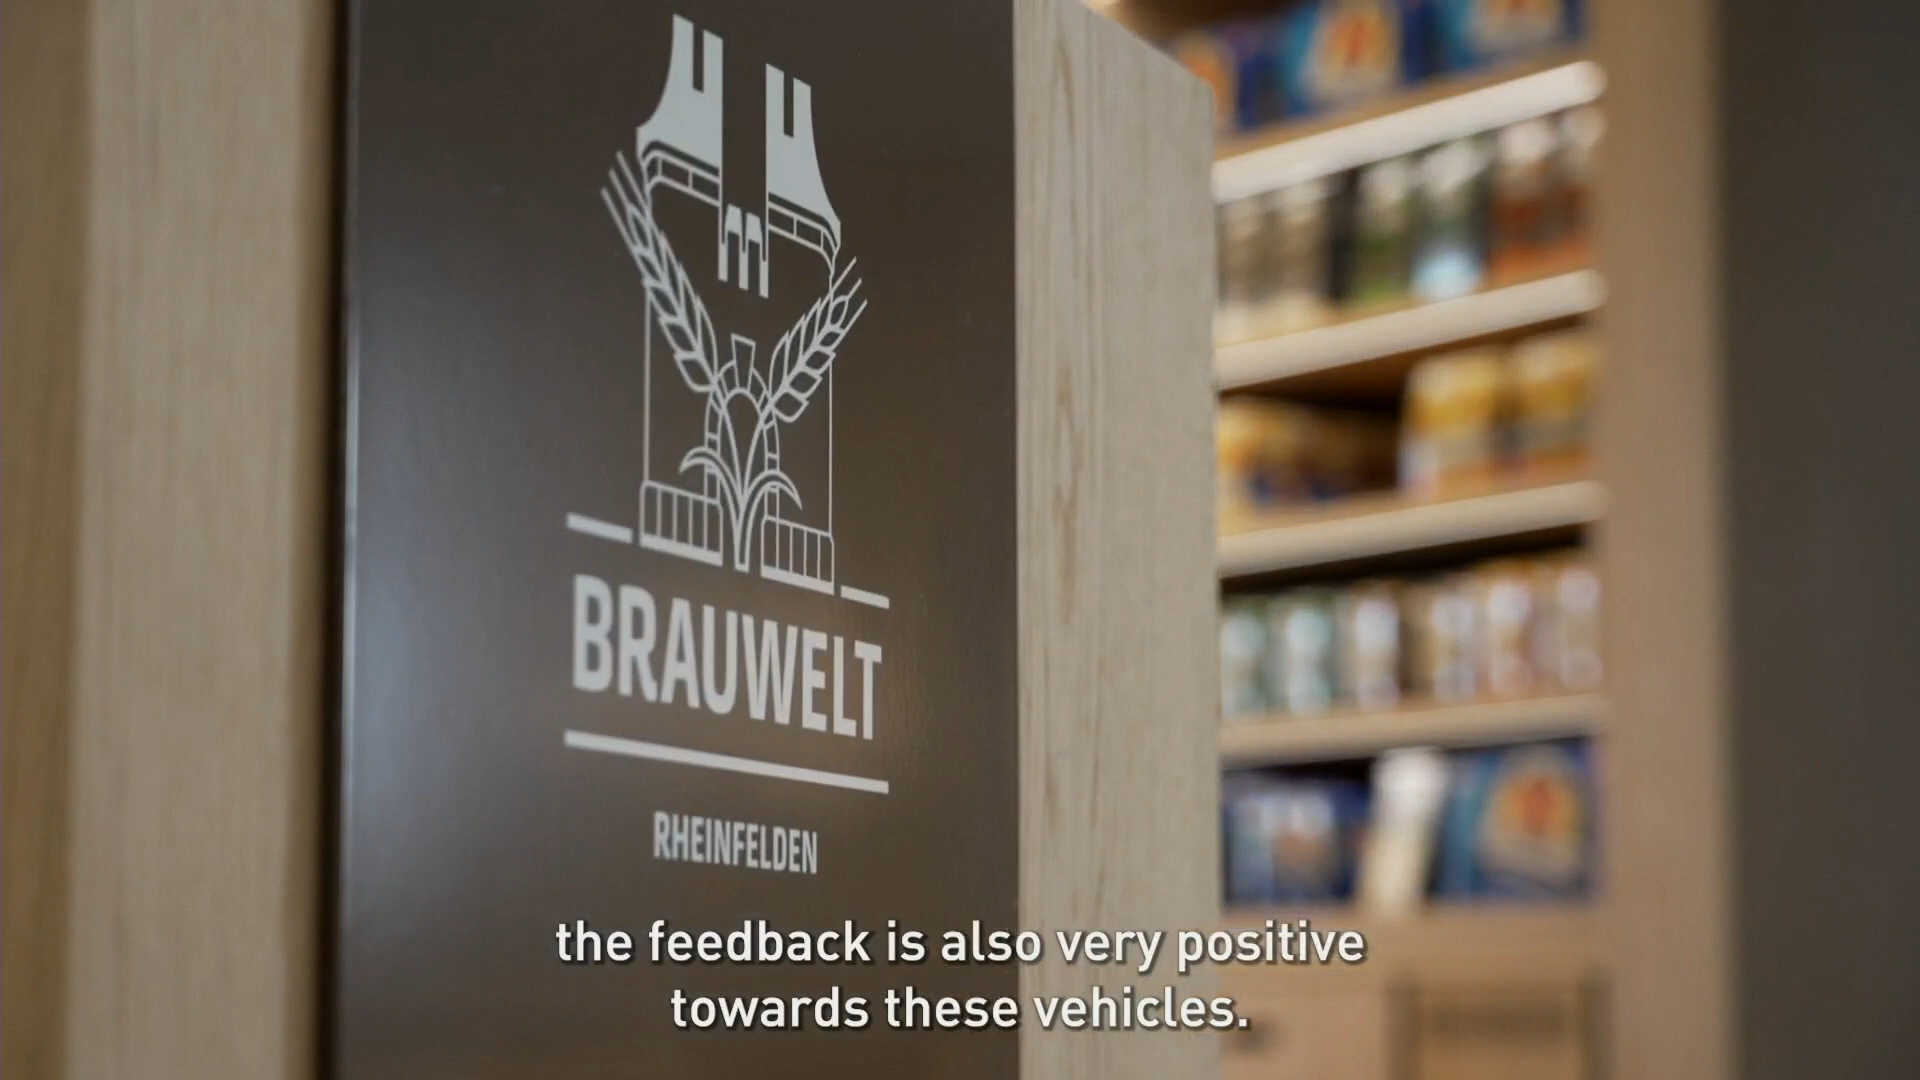 BRAUWELT
RHEINFELDEN
the feedback is also very positive
towards these vehicles.